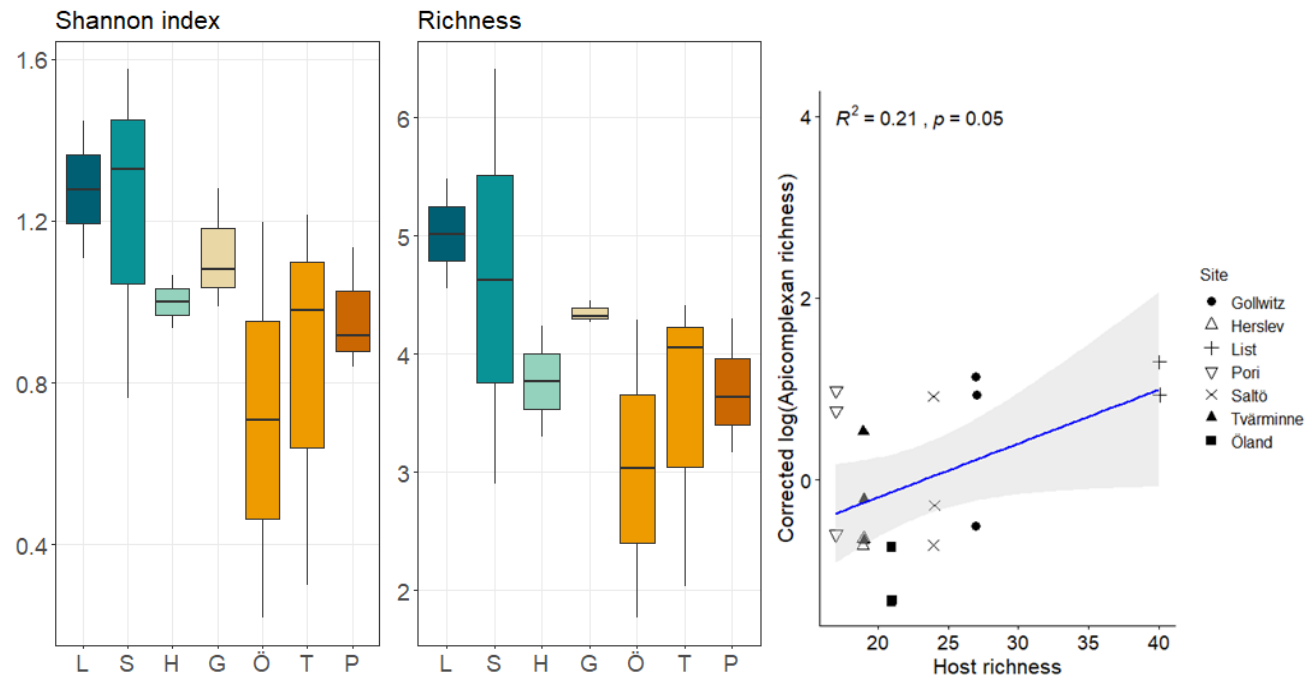 Shannon index
1.6
1.2
0.8
0.4
L S H G Ö T P
Richness
6
5
4
3
2
L S H G Ö T P
R² = 0.21 , p = 0.05
Corrected log(Apicomplexan richness)
4
2
0
20 25 30 35 40
Host richness
Site
Gollwitz
Herslev
List
Pori
Saltö
Tvärminne
Öland